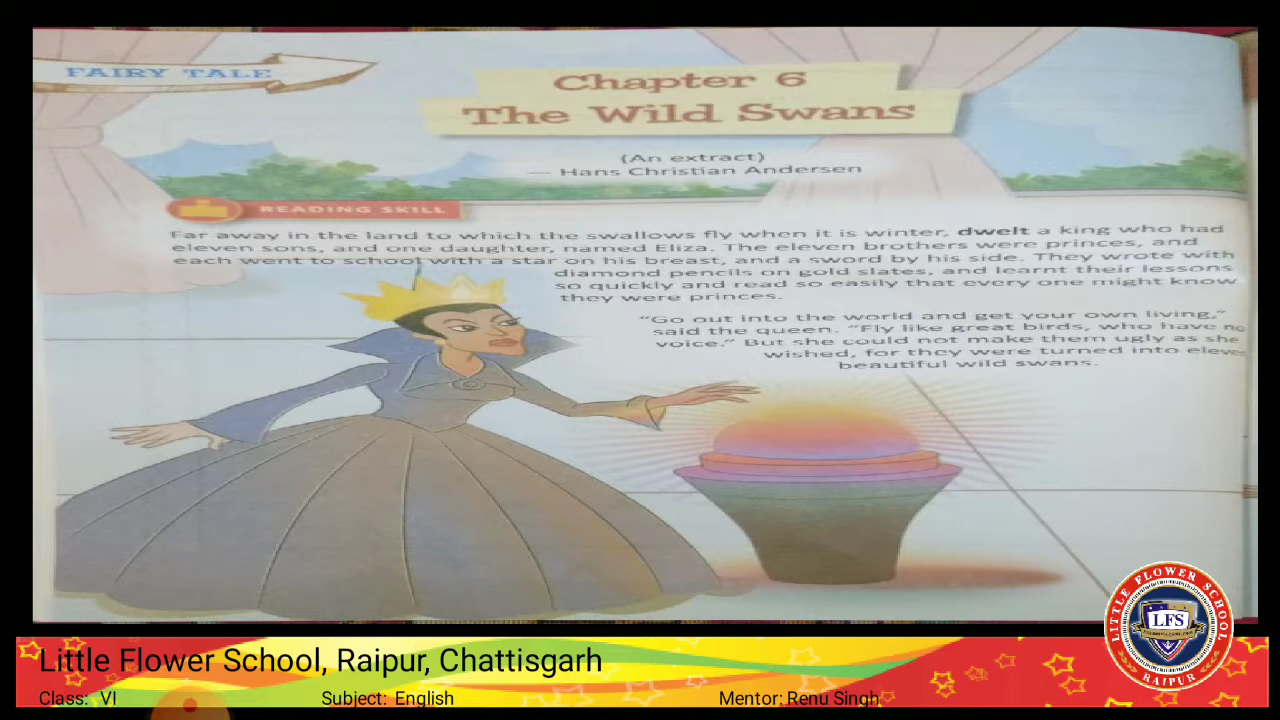 FAIRY TALE
Chapter 6
The Wild Swans
(An extract)
— Hans Christian Andersen
READING SKILL
Far away in the land to which the swallows fly when it is winter, dwelt a king who had
eleven sons, and one daughter, named Eliza. The eleven brothers were princes, and
each went to school with a star on his breast, and a sword by his side. They wrote with
diamond pencils on gold slates, and learnt their lessons
so quickly and read so easily that every one might know
they were princes.
"Go out into the world and get your own living,"
said the queen. "Fly like great birds, who have no
voice." But she could not make them ugly as she
wished, for they were turned into
beautiful wild swans.
LITTLE FLOWER SCHOOL
LFS
RAIPUR
Little Flower School, Raipur, Chattisgarh
Class: VI Subject: English Mentor: Renu Singh